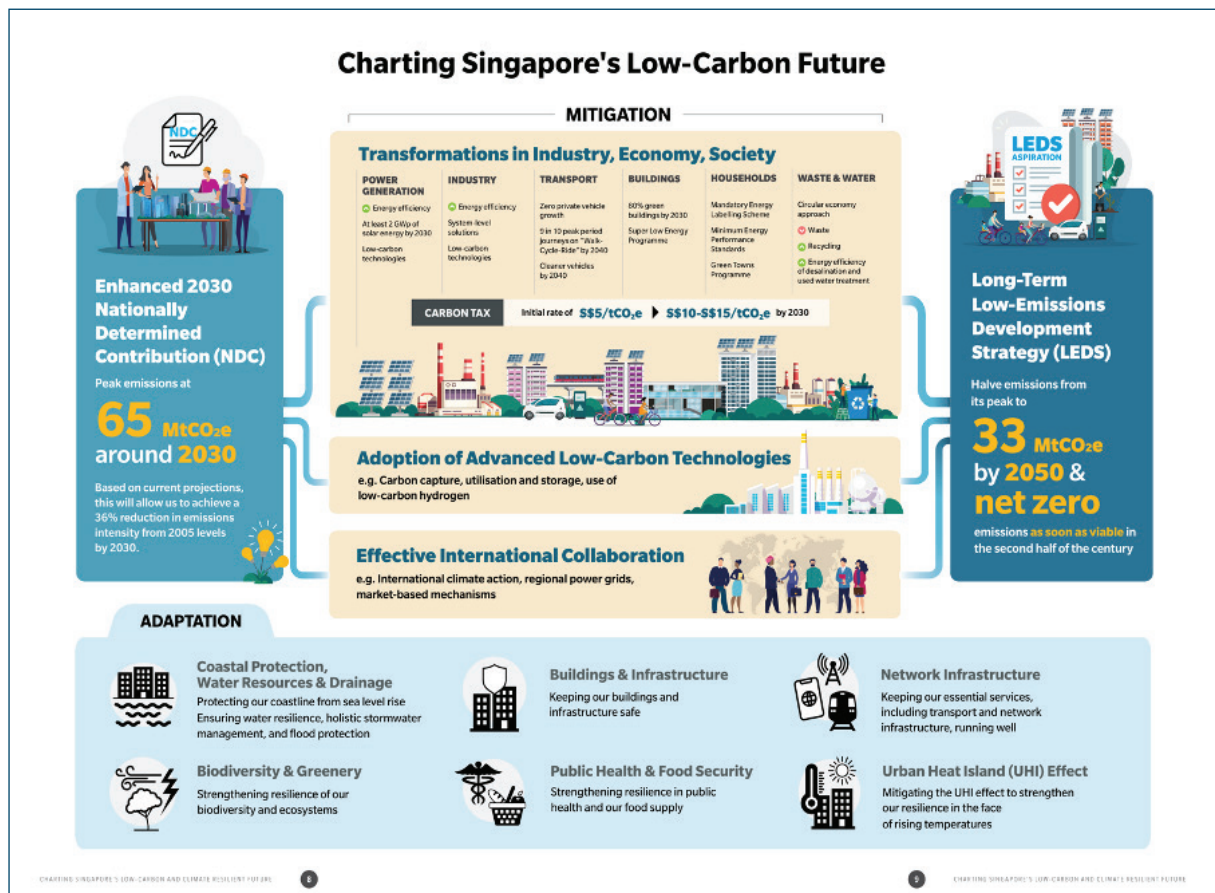 Charting Singapore's Low-Carbon Future
NDC
Enhanced 2030
Nationally
Determined
Contribution (NDC)
Peak emissions at
65 MtCO₂e
around 2030
Based on current projections,
this will allow us to achieve a
36% reduction in emissions
intensity from 2005 levels
by 2030.
MITIGATION
Transformations in Industry, Economy, Society
POWER
GENERATION
Energy efficiency
At least 2 GWp of
solar energy by 2030
Low-carbon
technologies
INDUSTRY
Energy efficiency
System-level
solutions
Low-carbon
technologies
TRANSPORT
Zero private vehicle
growth
9 in 10 peak period
journeys on "Walk-
Cycle-Ride" by 2040
Cleaner vehicles
by 2040
BUILDINGS
80% green
buildings by 2030
Super Low Energy
Programme
HOUSEHOLDS
Mandatory Energy
Labelling Scheme
Minimum Energy
Performance
Standards
Green Towns
Programme
WASTE & WATER
Circular economy
approach
Waste
Recycling
Energy efficiency
of desalination and
used water treatment
CARBON TAX
Initial rate of S$5/tCO₂e S$10-S$15/tCO₂e by 2030
Adoption of Advanced Low-Carbon Technologies
e.g. Carbon capture, utilisation and storage, use of
low-carbon hydrogen
Effective International Collaboration
e.g. International climate action, regional power grids,
market-based mechanisms
LEDS
ASPIRATION
Long-Term
Low-Emissions
Development
Strategy (LEDS)
Halve emissions from
its peak to
33 MtCO₂e
by 2050 &
net zero
emissions as soon as viable in
the second half of the century
ADAPTATION
Coastal Protection,
Water Resources & Drainage
Protecting our coastline from sea level rise
Ensuring water resilience, holistic stormwater
management, and flood protection
Buildings & Infrastructure
Keeping our buildings and
infrastructure safe
Network Infrastructure
Keeping our essential services,
including transport and network
infrastructure, running well
Biodiversity & Greenery
Strengthening resilience of our
biodiversity and ecosystems
Public Health & Food Security
Strengthening resilience in public
health and our food supply
Urban Heat Island (UHI) Effect
Mitigating the UHI effect to strengthen
our resilience in the face
of rising temperatures
CHARTING SINGAPORE'S LOW-CARBON AND CLIMATE RESILIENT FUTURE 8
9 CHARTING SINGAPORE'S LOW-CARBON AND CLIMATE RESILIENT FUTURE